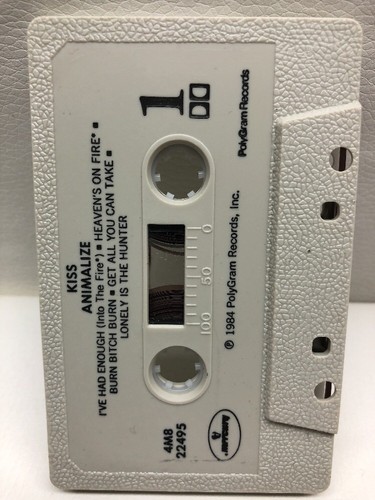 KISS
ANIMALIZE
I'VE HAD ENOUGH (Into The Fire*) ■ HEAVEN'S ON FIRE* ■
BURN BITCH BURN ■ GET ALL YOU CAN TAKE ■
LONELY IS THE HUNTER
1
4M8
22495
100 50 0
℗ 1984 PolyGram Records, Inc.
PolyGram Records